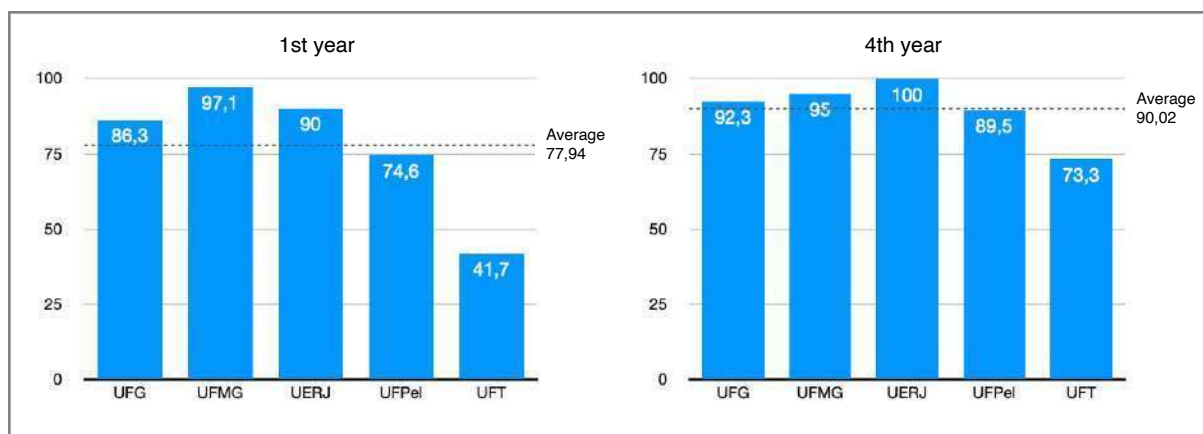 1st year
100
75
50
25
0
86,3
97,1
90
74,6
41,7
Average
77,94
UFG
UFMG
UERJ
UFPel
UFT
4th year
100
75
50
25
0
92,3
95
100
89,5
73,3
Average
90,02
UFG
UFMG
UERJ
UFPel
UFT